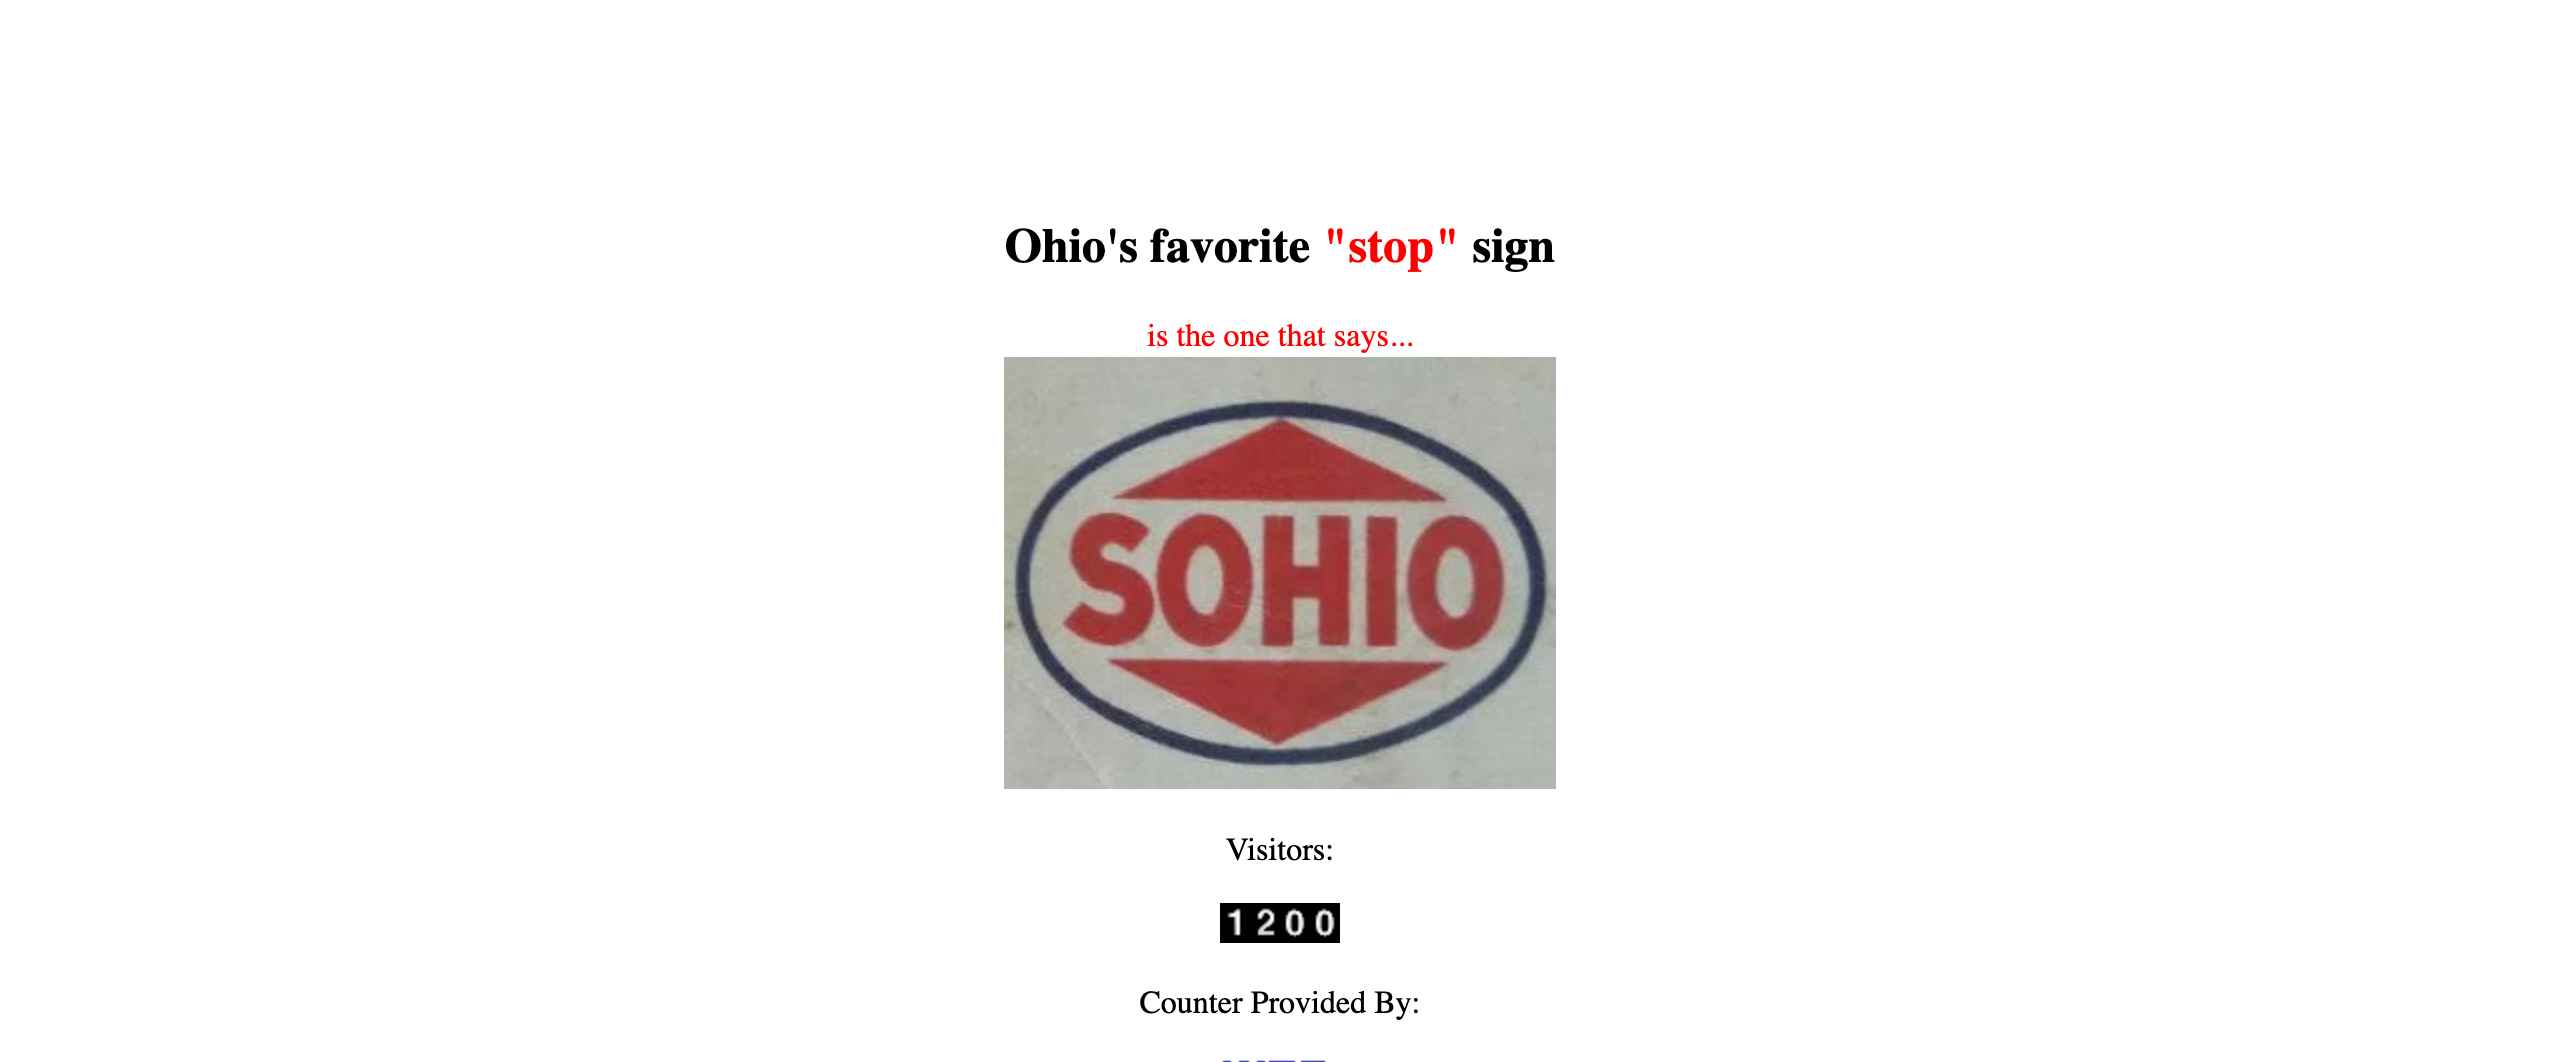 Ohio's favorite "stop" sign
is the one that says...
SOHIO
Visitors:
1200
Counter Provided By: